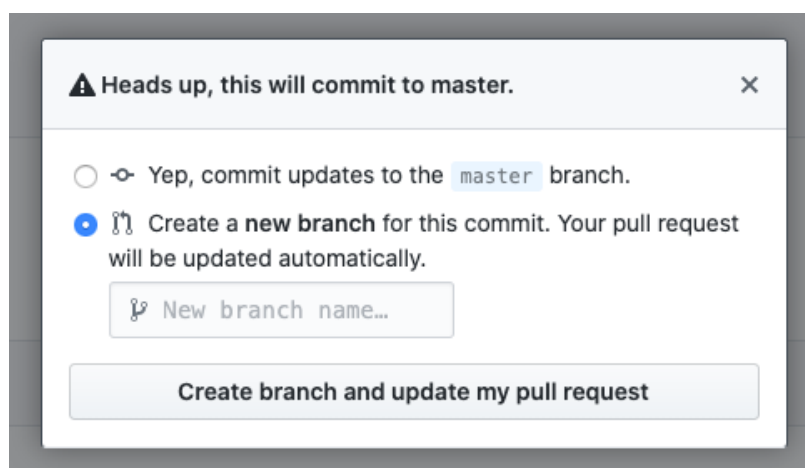 Heads up, this will commit to master.
Yep, commit updates to the master branch.
Create a new branch for this commit. Your pull request
will be updated automatically.
New branch name…
Create branch and update my pull request